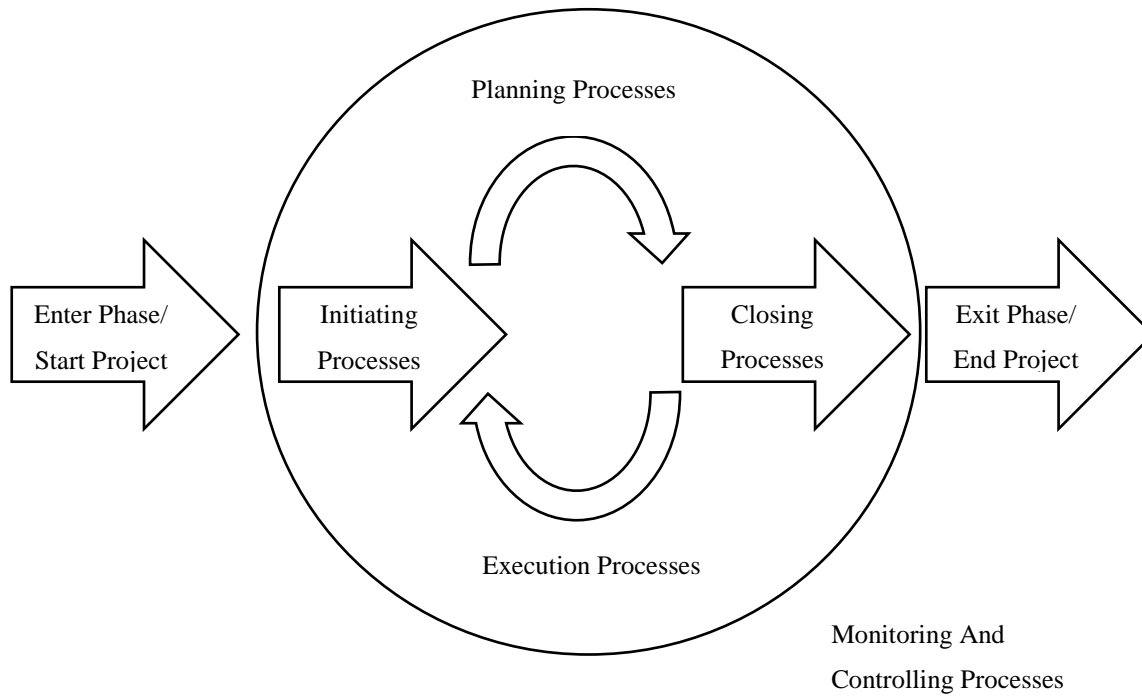 Planning Processes
Enter Phase/
Start Project
Initiating
Processes
Closing
Processes
Exit Phase/
End Project
Execution Processes
Monitoring And
Controlling Processes